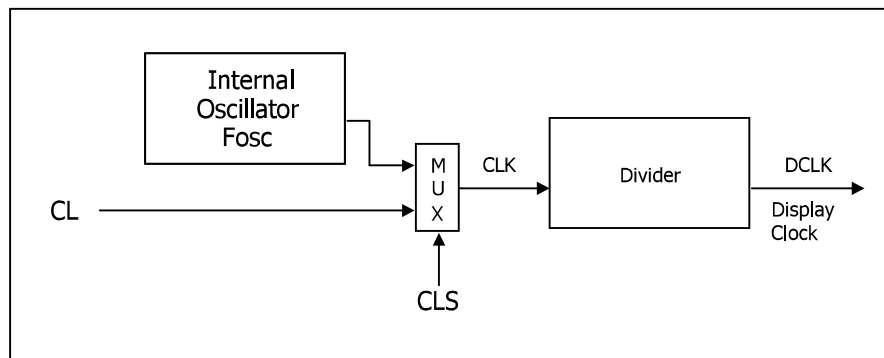 Internal
Oscillator
Fosc
M
U
X
CLK
Divider
DCLK
CL
Display
Clock
CLS